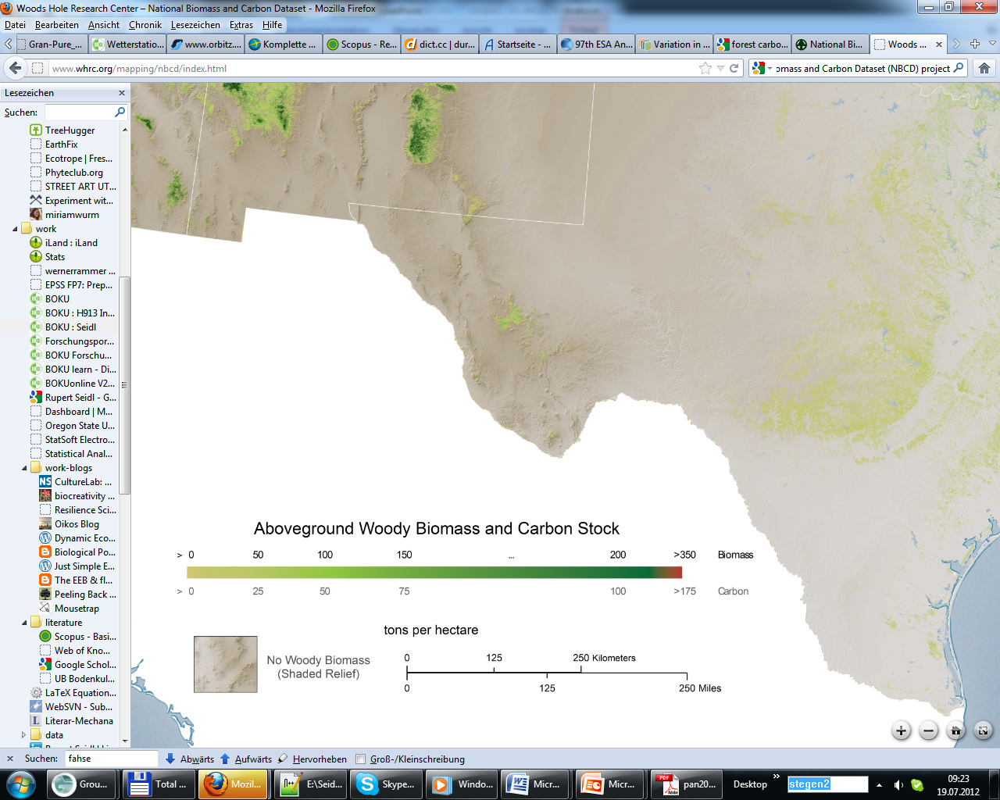 Woods Hole Research Center – National Biomass and Carbon Dataset - Mozilla Firefox
Datei Bearbeiten Ansicht Chronik Lesezeichen Extras Hilfe
Gran-Pure_... Wetterstatio... www.orbitz.... Komplette ... Scopus - Re... dict.cc | dur... Startseite - ... 97th ESA An... Variation in ... forest carbo... National Bi... Woods ...
www.whrc.org/mapping/nbcd/index.html
omass and Carbon Dataset (NBCD) project
Lesezeichen
Suchen:
TreeHugger
EarthFix
Ecotrope | Fres...
Phyteclub.org
STREET ART UT...
Experiment wit...
miriamwurm
work
iLand : iLand
Stats
wernerrammer ...
EPSS FP7: Prep...
BOKU
BOKU : H913 In...
BOKU : Seidl
Forschungspor...
BOKU Forschu...
BOKU learn - Di...
BOKUonline V2...
Rupert Seidl - G...
Dashboard | M...
Oregon State U...
StatSoft Electro...
Statistical Anal...
work-blogs
CultureLab: ...
biocreativity ...
Resilience Sci...
Oikos Blog
Dynamic Eco...
Biological Po...
Just Simple E...
The EEB & fl...
Peeling Back ...
Mousetrap
literature
Scopus - Basi...
Web of Kno...
Google Schol...
UB Bodenkul...
LaTeX Equation...
WebSVN - Sub...
Literar-Mechana
data
Aboveground Woody Biomass and Carbon Stock
> 0 50 100 150 ... 200 >350 Biomass
> 0 25 50 75 100 >175 Carbon
tons per hectare
No Woody Biomass
(Shaded Relief)
0 125 250 Kilometers
0 125 250 Miles
Suchen: fahse Abwärts Aufwärts Hervorheben Groß-/Kleinschreibung
Grou... Total ... Mozil... E:\Seid... Skype... Windo... Micr... Micr... pan20... Desktop » stegen2 09:23
19.07.2012